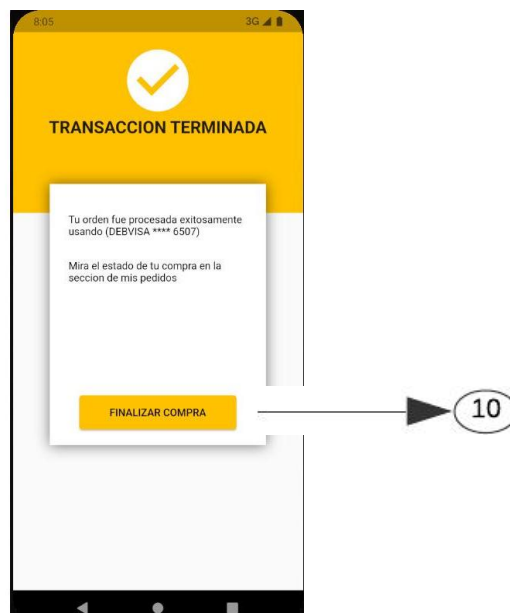 8:05 3G
TRANSACCION TERMINADA
Tu orden fue procesada exitosamente
usando (DEBVISA **** 6507)
Mira el estado de tu compra en la
seccion de mis pedidos
FINALIZAR COMPRA
10